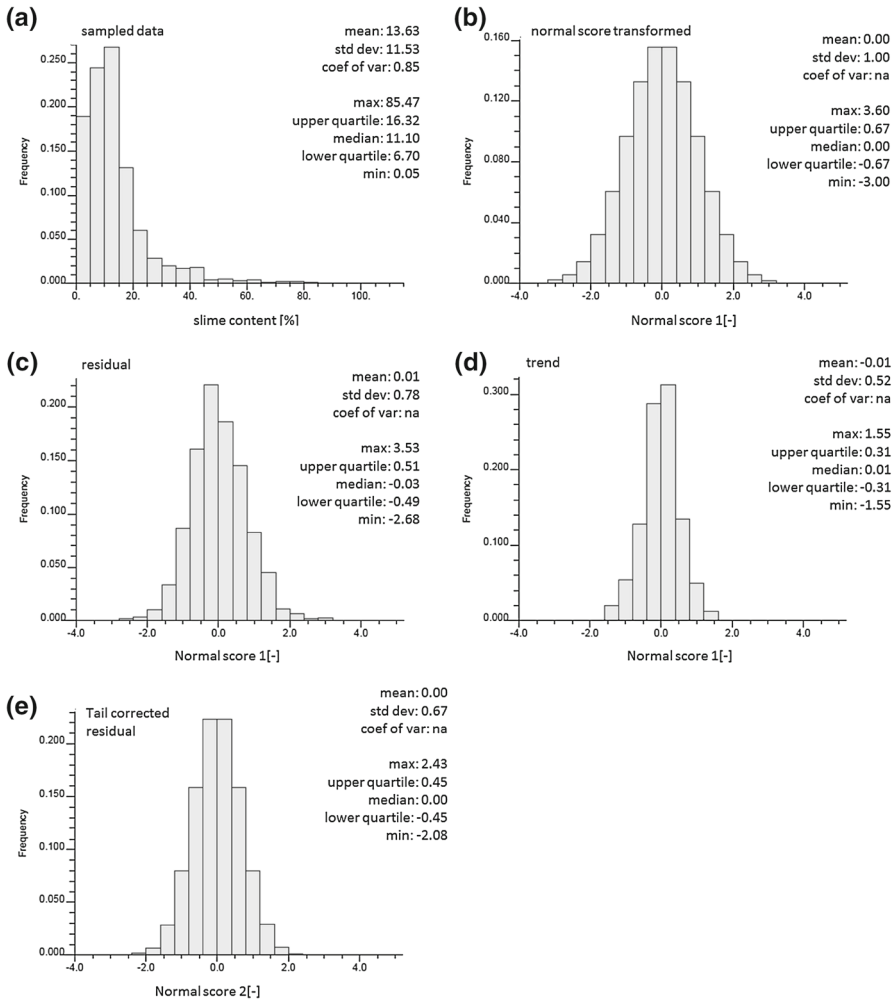 (a)
sampled data
mean: 13.63
std dev: 11.53
coef of var: 0.85
max: 85.47
upper quartile: 16.32
median: 11.10
lower quartile: 6.70
min: 0.05
Frequency
0.250
0.200
0.150
0.100
0.050
0.000
0. 20. 40. 60. 80. 100.
slime content [%]
(b)
normal score transformed
mean: 0.00
std dev: 1.00
coef of var: na
max: 3.60
upper quartile: 0.67
median: 0.00
lower quartile: -0.67
min: -3.00
Frequency
0.160
0.120
0.080
0.040
0.000
-4.0 -2.0 0.0 2.0 4.0
Normal score 1[-]
(c)
residual
mean: 0.01
std dev: 0.78
coef of var: na
max: 3.53
upper quartile: 0.51
median: -0.03
lower quartile: -0.49
min: -2.68
Frequency
0.200
0.150
0.100
0.050
0.000
-4.0 -2.0 0.0 2.0 4.0
Normal score 1[-]
(d)
trend
mean: -0.01
std dev: 0.52
coef of var: na
max: 1.55
upper quartile: 0.31
median: 0.01
lower quartile: -0.31
min: -1.55
Frequency
0.300
0.200
0.100
0.000
-4.0 -2.0 0.0 2.0 4.0
Normal score 1[-]
(e)
Tail corrected
residual
mean: 0.00
std dev: 0.67
coef of var: na
max: 2.43
upper quartile: 0.45
median: 0.00
lower quartile: -0.45
min: -2.08
Frequency
0.200
0.150
0.100
0.050
0.000
-4.0 -2.0 0.0 2.0 4.0
Normal score 2[-]